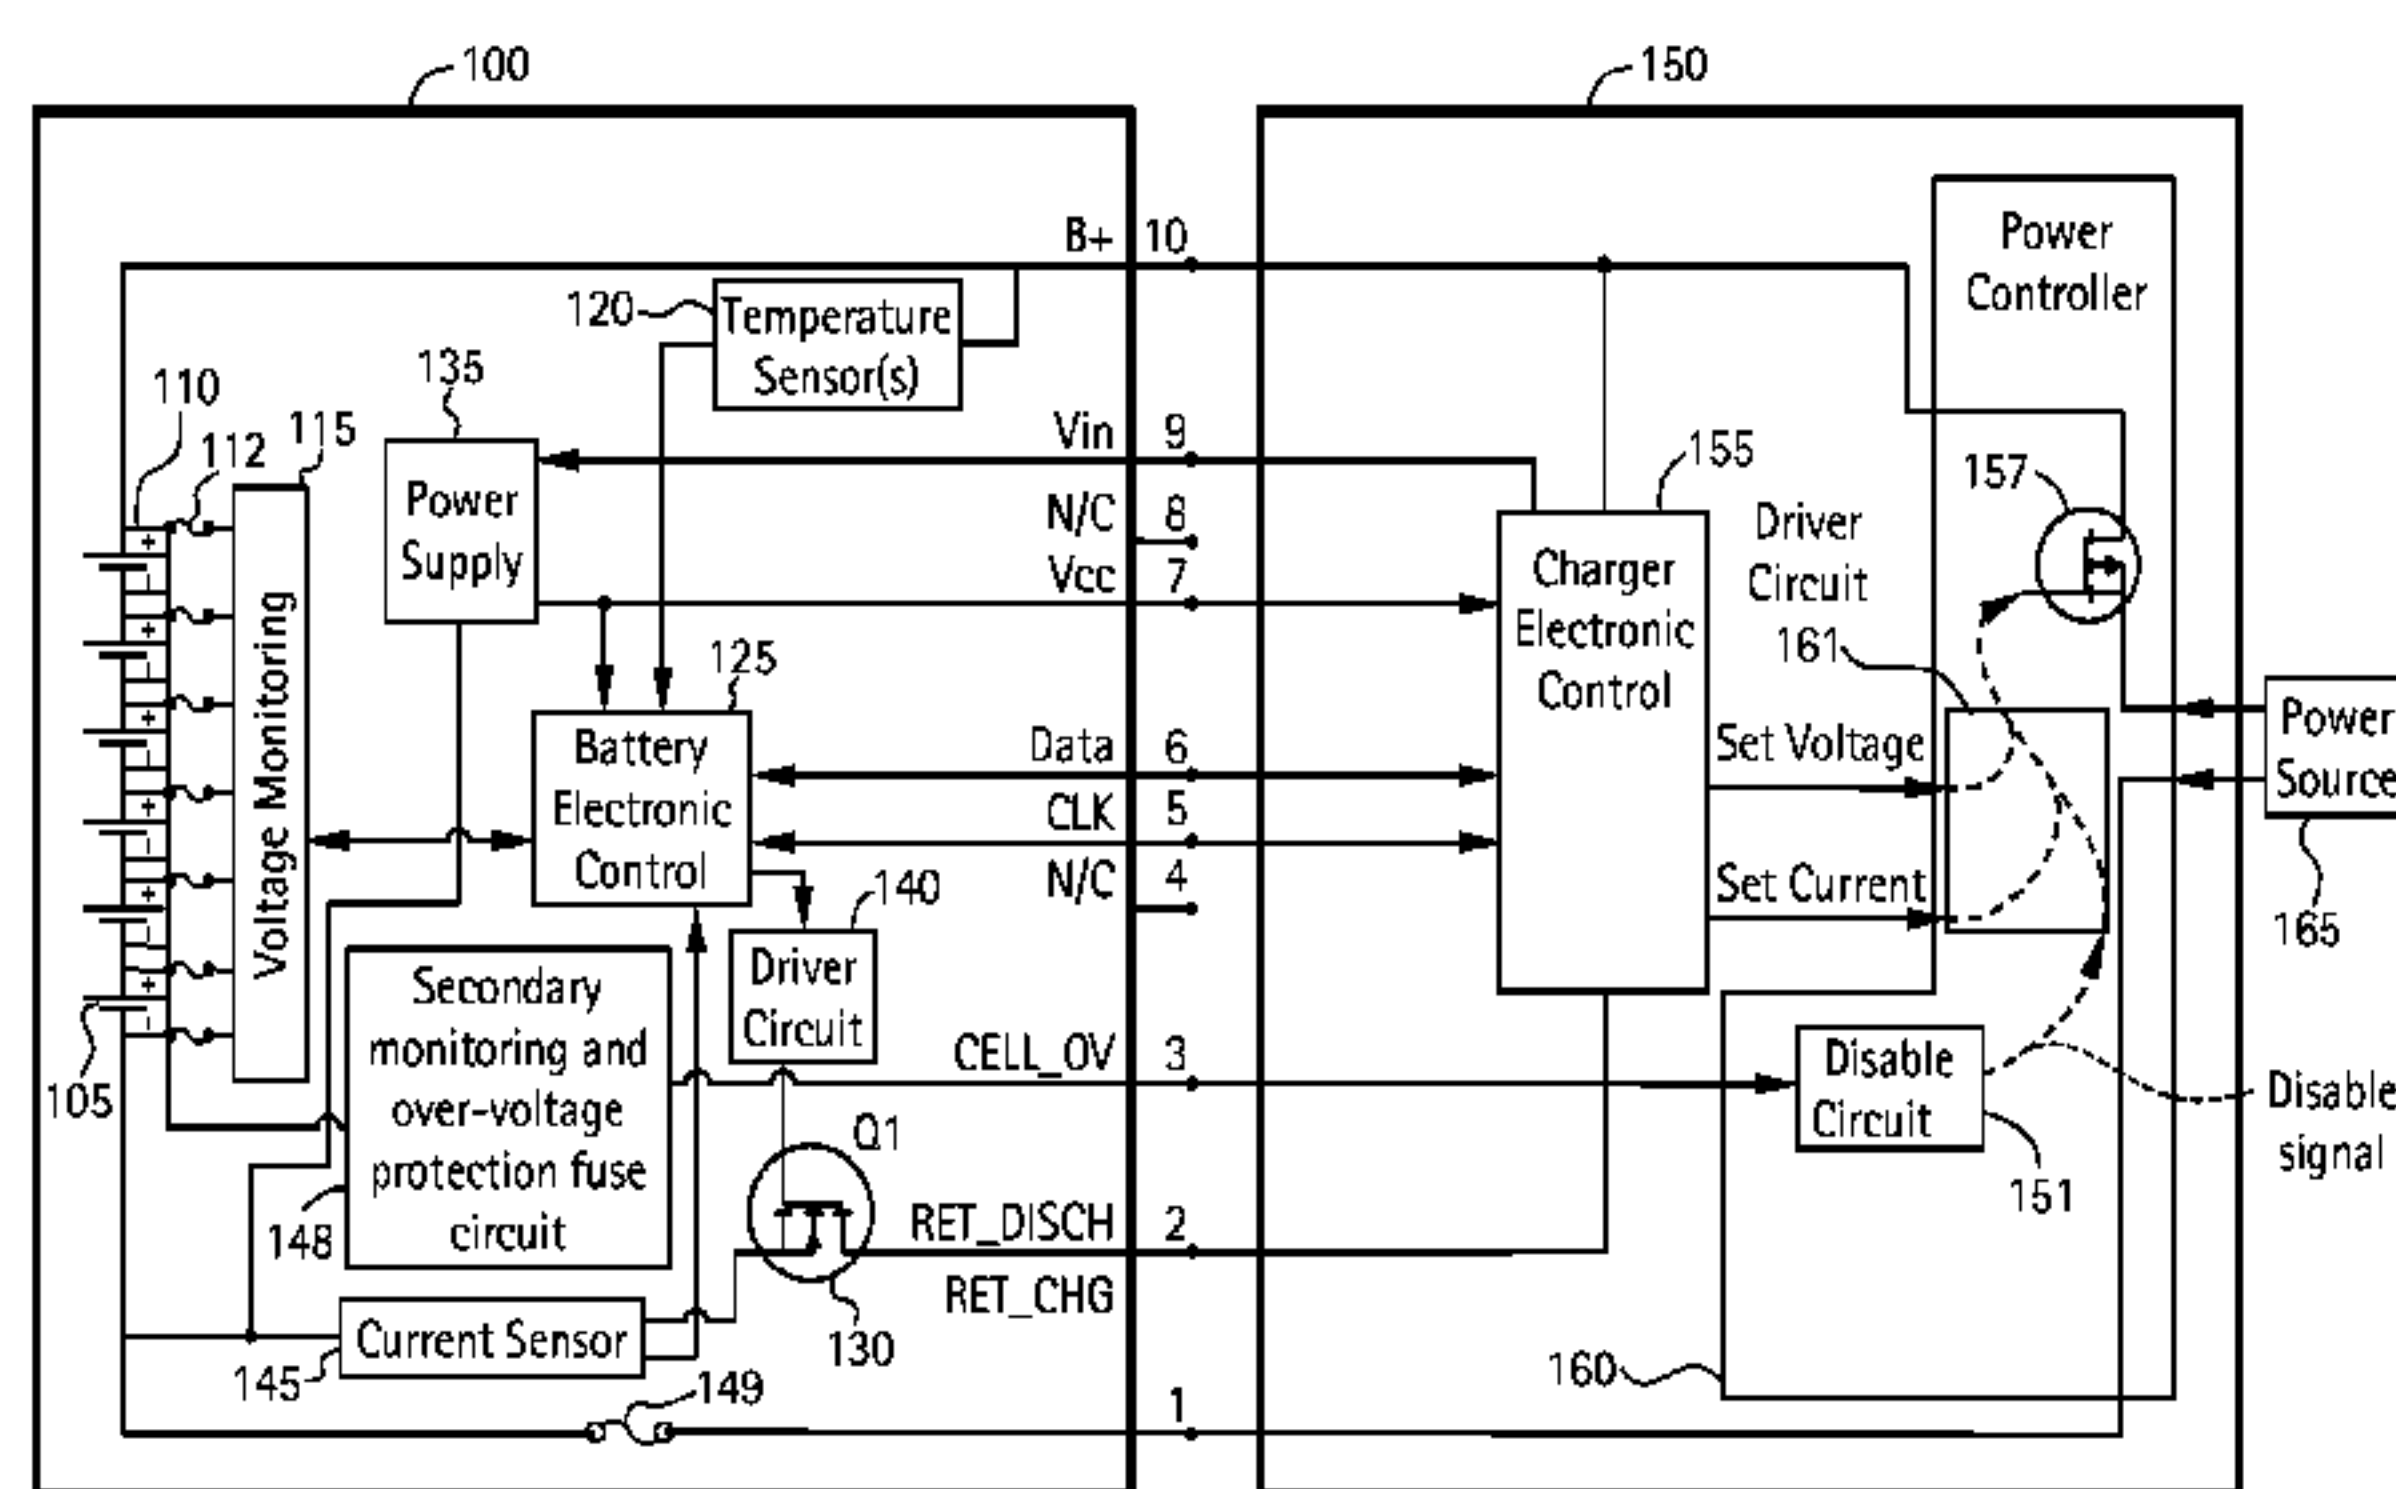 100
150
B+ 10
Power
Controller
120
Temperature
Sensor(s)
135
110
112
115
Vin 9
155
157
Power
Supply
N/C 8
Vcc 7
Driver
Circuit
Charger
Electronic
Control
161
Voltage Monitoring
+
-
+
-
+
-
+
-
+
-
+
-
125
Battery
Electronic
Control
Data 6
CLK 5
N/C 4
Set Voltage
Set Current
Power
Source
165
140
Driver
Circuit
Secondary
monitoring and
over-voltage
protection fuse
circuit
148
105
CELL_OV 3
Disable
Circuit
151
Disable
signal
Q1
RET_DISCH 2
RET_CHG
130
Current Sensor
145
149
1
160